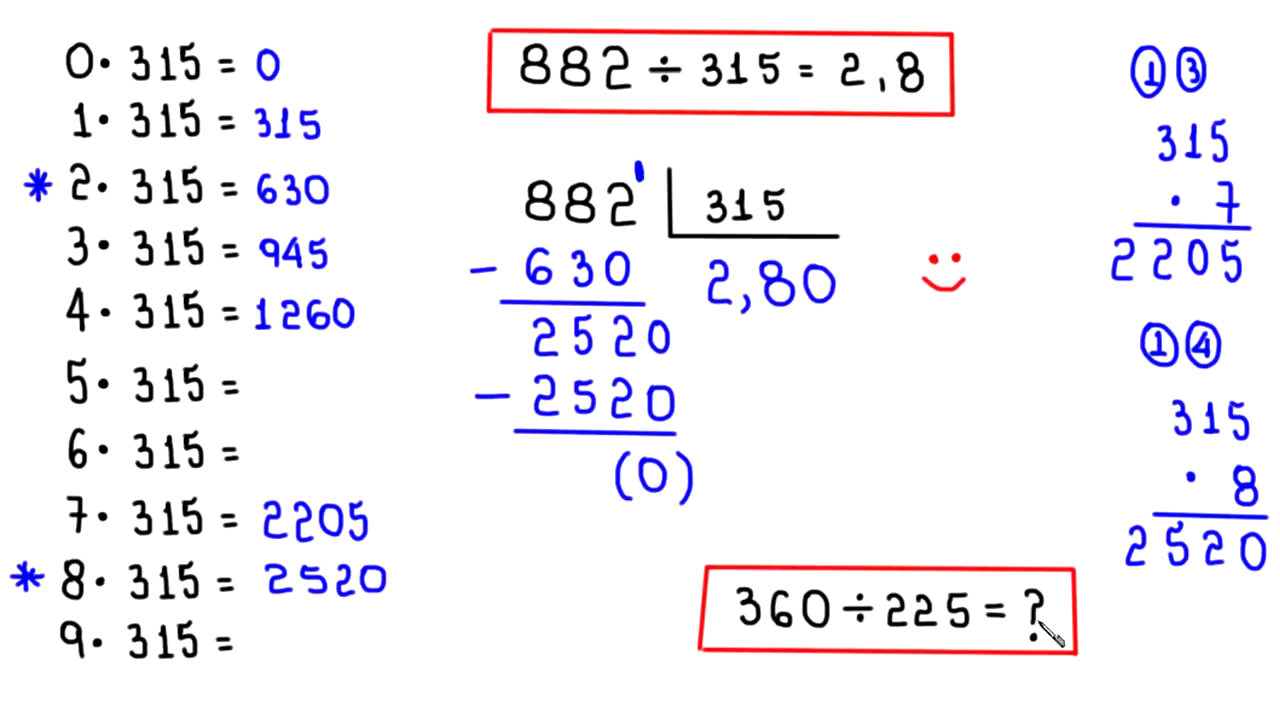 0· 315 = 0
1· 315 = 315
* 2· 315 = 630
3· 315 = 945
4· 315 = 1260
5· 315 =
6· 315 =
7· 315 = 2205
* 8· 315 = 2520
9· 315 =
882 ÷ 315 = 2,8
882' 315
- 630 2,80
2520
- 2520
(0)
360 ÷ 225 = ?
1 3
315
· 7
2205
1 4
315
· 8
2520